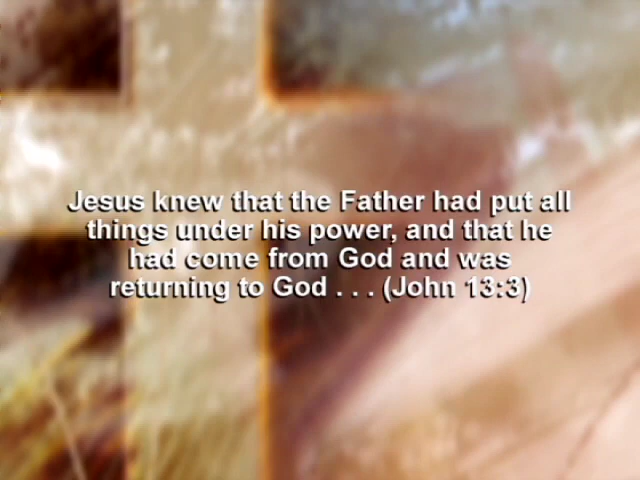 Jesus knew that the Father had put all
things under his power, and that he
had come from God and was
returning to God . . . (John 13:3)